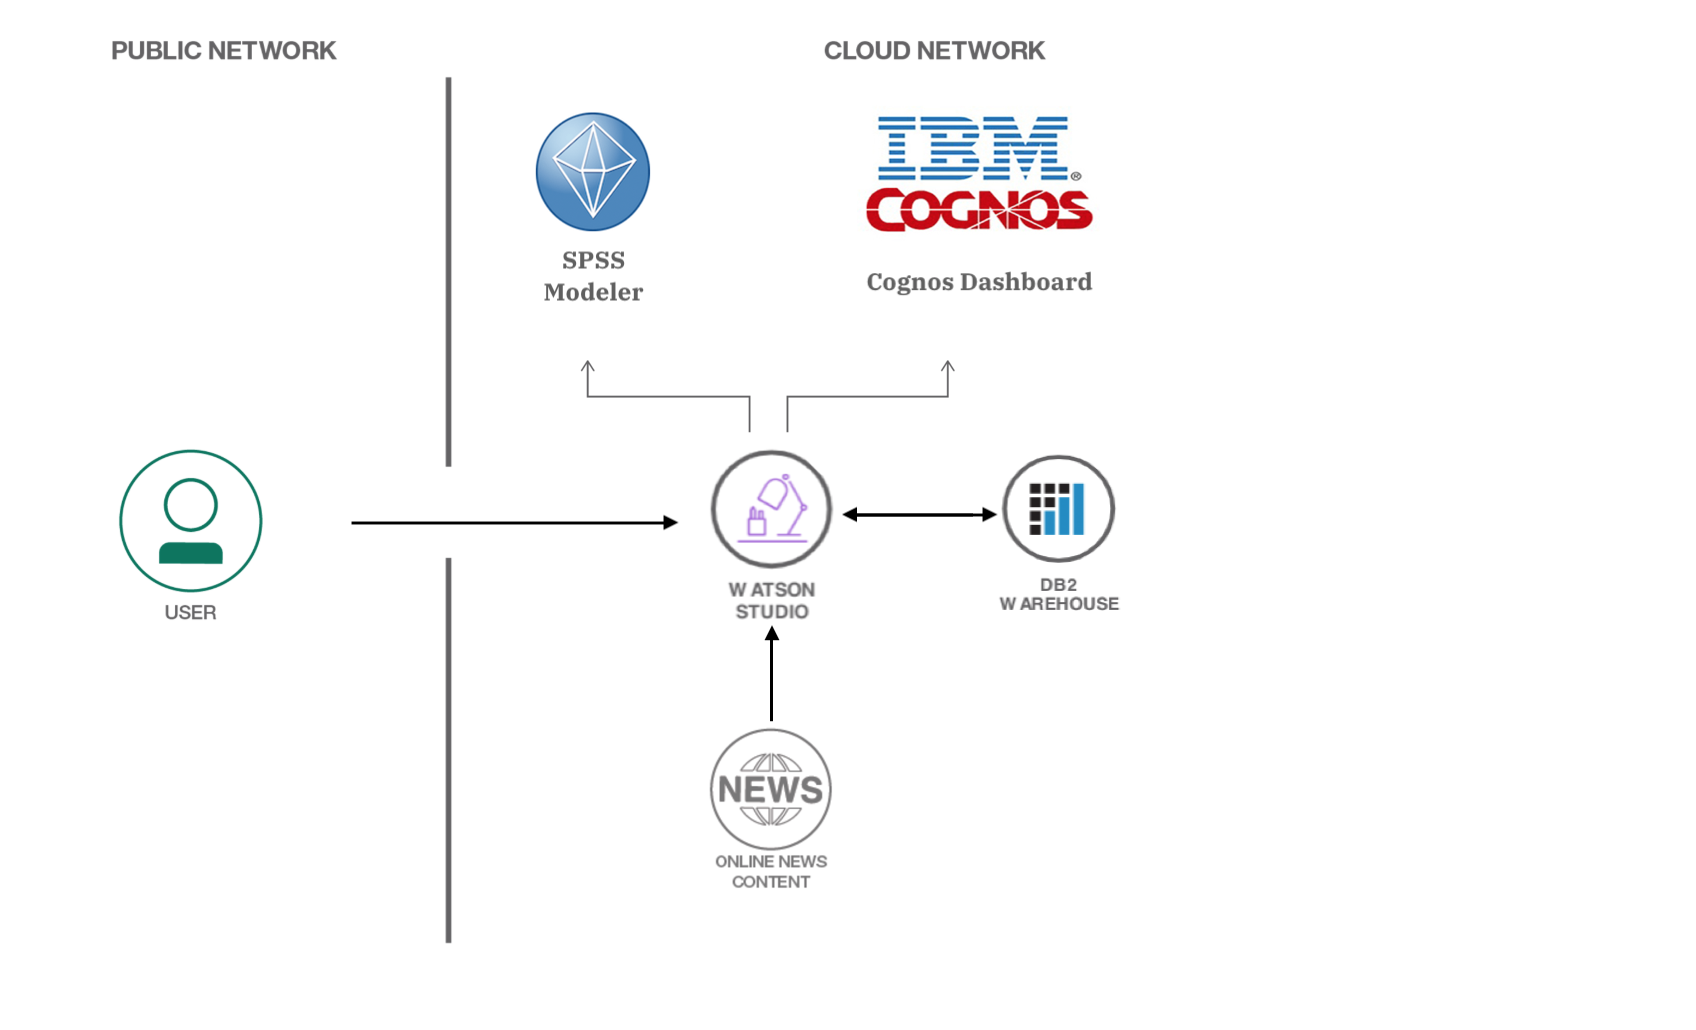 PUBLIC NETWORK
CLOUD NETWORK
IBM®
COGNOS
SPSS
Modeler
Cognos Dashboard
USER
W ATSON
STUDIO
DB2
W AREHOUSE
NEWS
ONLINE NEWS
CONTENT